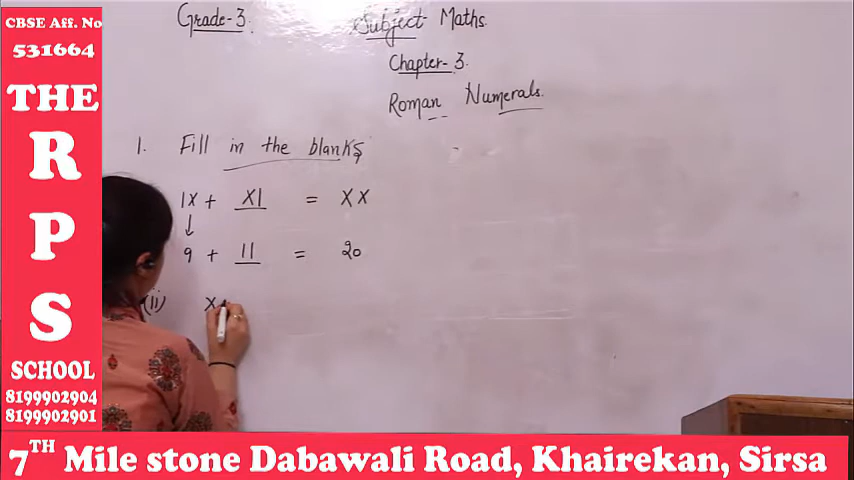 CBSE Aff. No
531664
THE
R
P
S
SCHOOL
8199902904
8199902901
Grade-3.
Subject- Maths.
Chapter-3.
Roman Numerals.
1. Fill in the blanks
IX + XI = XX
↓
9 + 11 = 20
(ii) X
7TH Mile stone Dabawali Road, Khairekan, Sirsa